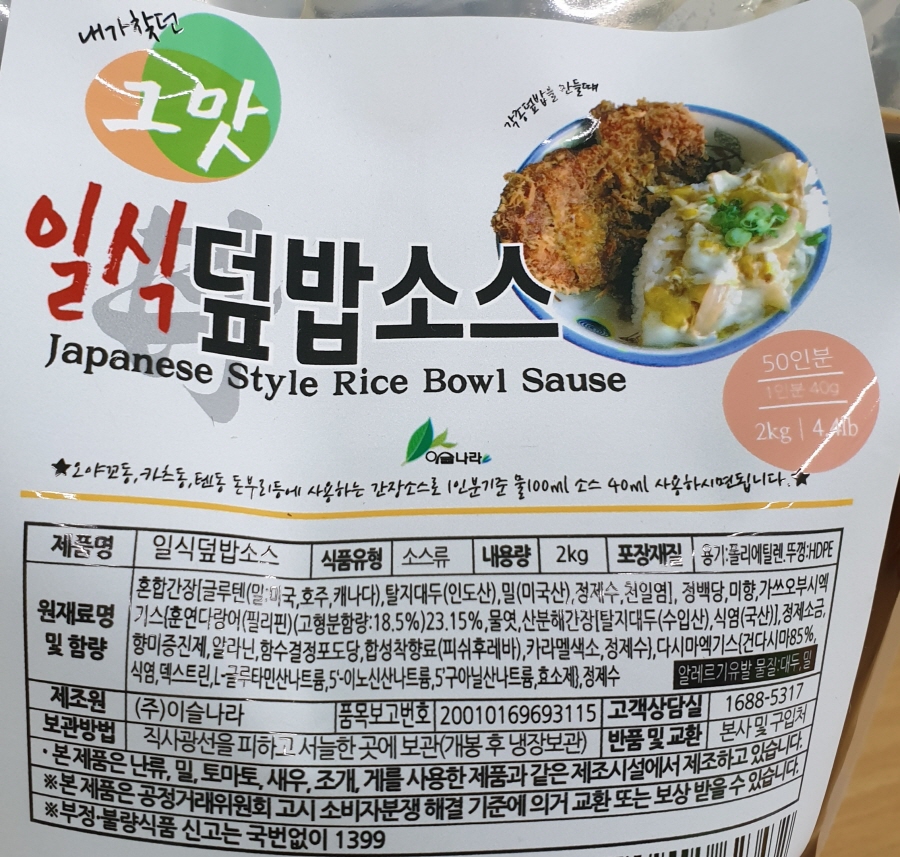 내가 찾던
그맛
각종덮밥을 만들때
일식덮밥소스
Japanese Style Rice Bowl Sause
50인분
1인분 40g
2kg | 4.4lb
이슬나라
★오야꼬동,카츠동,텐동 돈부리등에 사용하는 간장소스로 1인분기준 물100ml 소스 40ml 사용하시면됩니다.★
제품명 일식덮밥소스 식품유형 소스류 내용량 2kg 포장재질 용기:폴리에틸렌,뚜껑:HDPE
원재료명 및 함량
혼합간장[글루텐(밀:미국,호주,캐나다),탈지대두(인도산),밀(미국산),정제수,천일염], 정백당,미향,가쓰오부시엑
기스{훈연다랑어(필리핀)(고형분함량:18.5%)23.15%,물엿,산분해간장[탈지대두(수입산),식염(국산)],정제소금,
향미증진제,알라닌,함수결정포도당,합성착향료(피쉬후레바),카라멜색소,정제수},다시마엑기스{건다시마85%,
식염,덱스트린,L-글루타민산나트륨,5'-이노신산나트륨,5'구아닐산나트륨,효소제},정제수
알레르기유발 물질:대두,밀
제조원 (주)이슬나라 품목보고번호 20010169693115 고객상담실 1688-5317
보관방법 직사광선을 피하고 서늘한 곳에 보관(개봉 후 냉장보관) 반품 및 교환 본사 및 구입처
·본 제품은 난류, 밀, 토마토, 새우, 조개, 게를 사용한 제품과 같은 제조시설에서 제조하고 있습니다.
※본 제품은 공정거래위원회 고시 소비자분쟁 해결 기준에 의거 교환 또는 보상 받을 수 있습니다.
※부정·불량식품 신고는 국번없이 1399